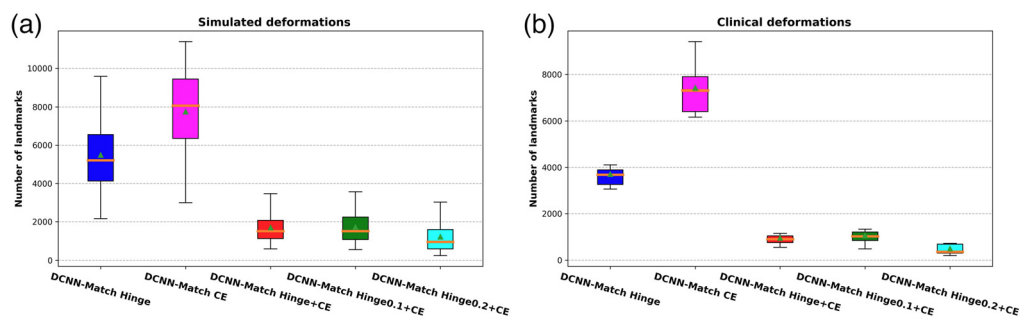 (a)
Simulated deformations
Number of landmarks
10000
8000
6000
4000
2000
0
DCNN-Match Hinge
DCNN-Match CE
DCNN-Match Hinge+CE
DCNN-Match Hinge0.1+CE
DCNN-Match Hinge0.2+CE
(b)
Clinical deformations
Number of landmarks
8000
6000
4000
2000
0
DCNN-Match Hinge
DCNN-Match CE
DCNN-Match Hinge+CE
DCNN-Match Hinge0.1+CE
DCNN-Match Hinge0.2+CE